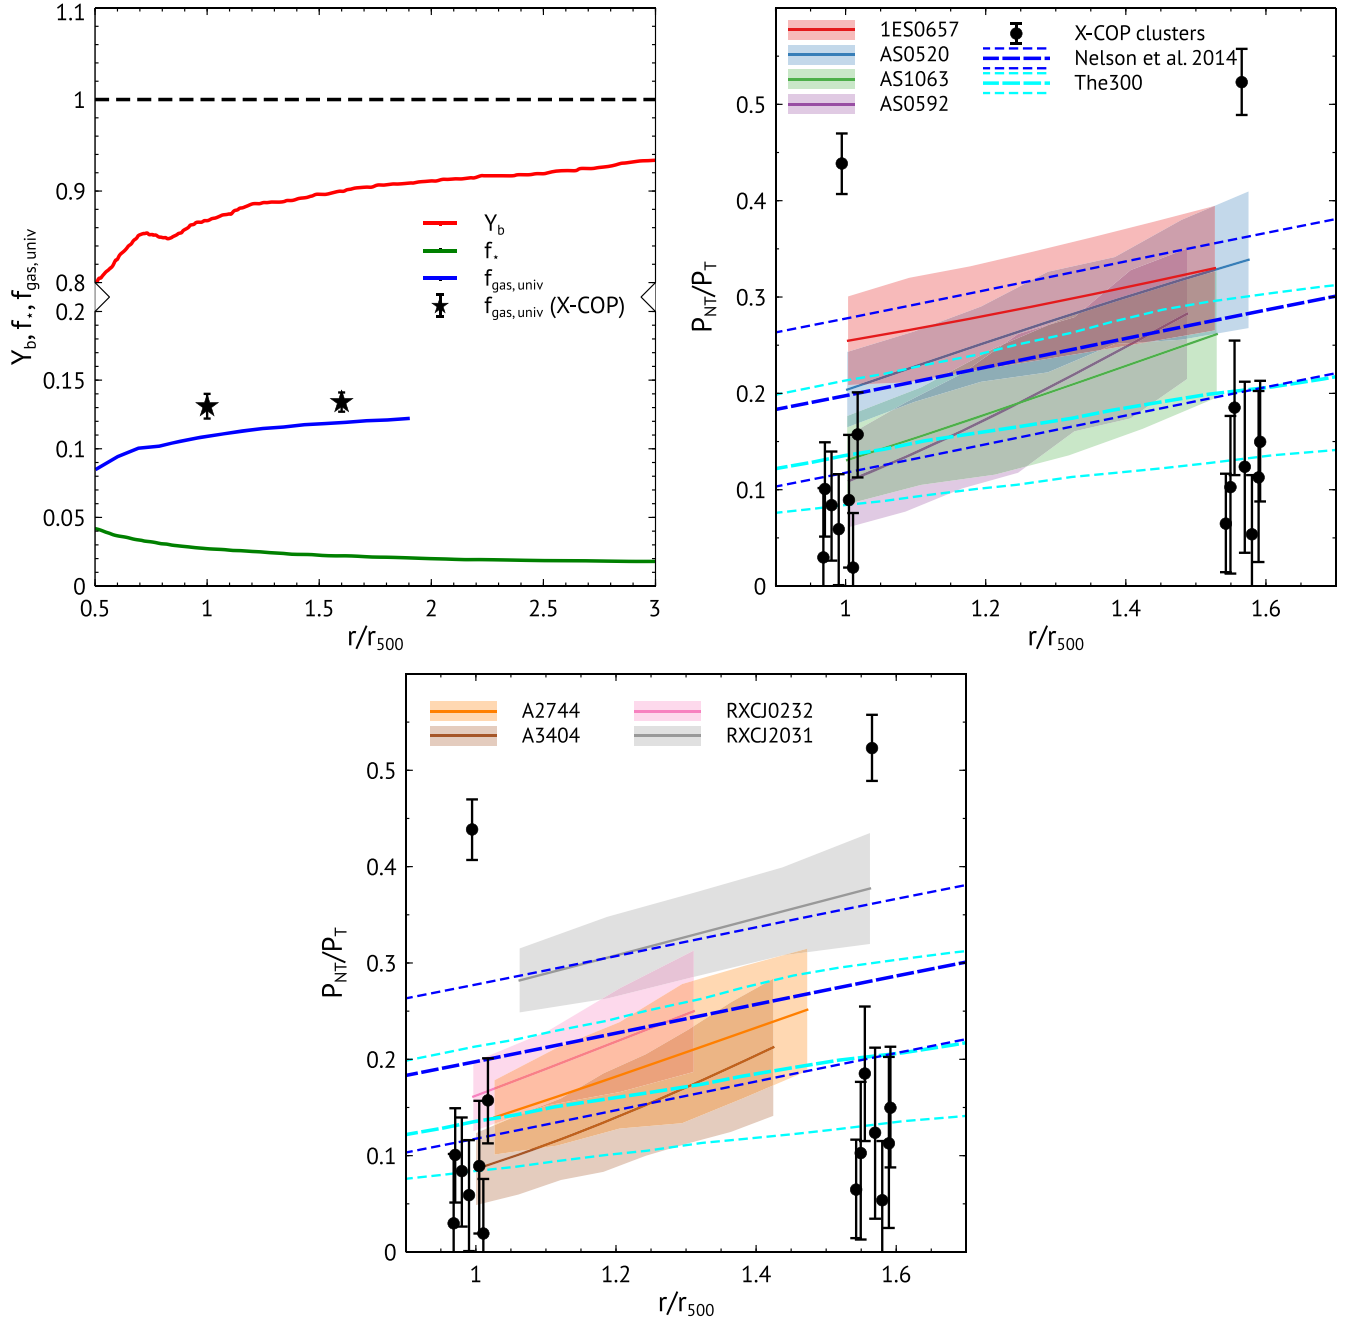 1.1
1
0.9
0.8
0.2
0.15
0.1
0.05
0
Y_b, f_⋆, f_gas,univ
Y_b
f_⋆
f_gas,univ
f_gas,univ (X-COP)
0.5 1 1.5 2 2.5 3
r/r_500
1ES0657
AS0520
AS1063
AS0592
X-COP clusters
Nelson et al. 2014
The300
0.5
0.4
0.3
0.2
0.1
0
P_NT/P_T
1 1.2 1.4 1.6
r/r_500
A2744
A3404
RXCJ0232
RXCJ2031
0.5
0.4
0.3
0.2
0.1
0
P_NT/P_T
1 1.2 1.4 1.6
r/r_500